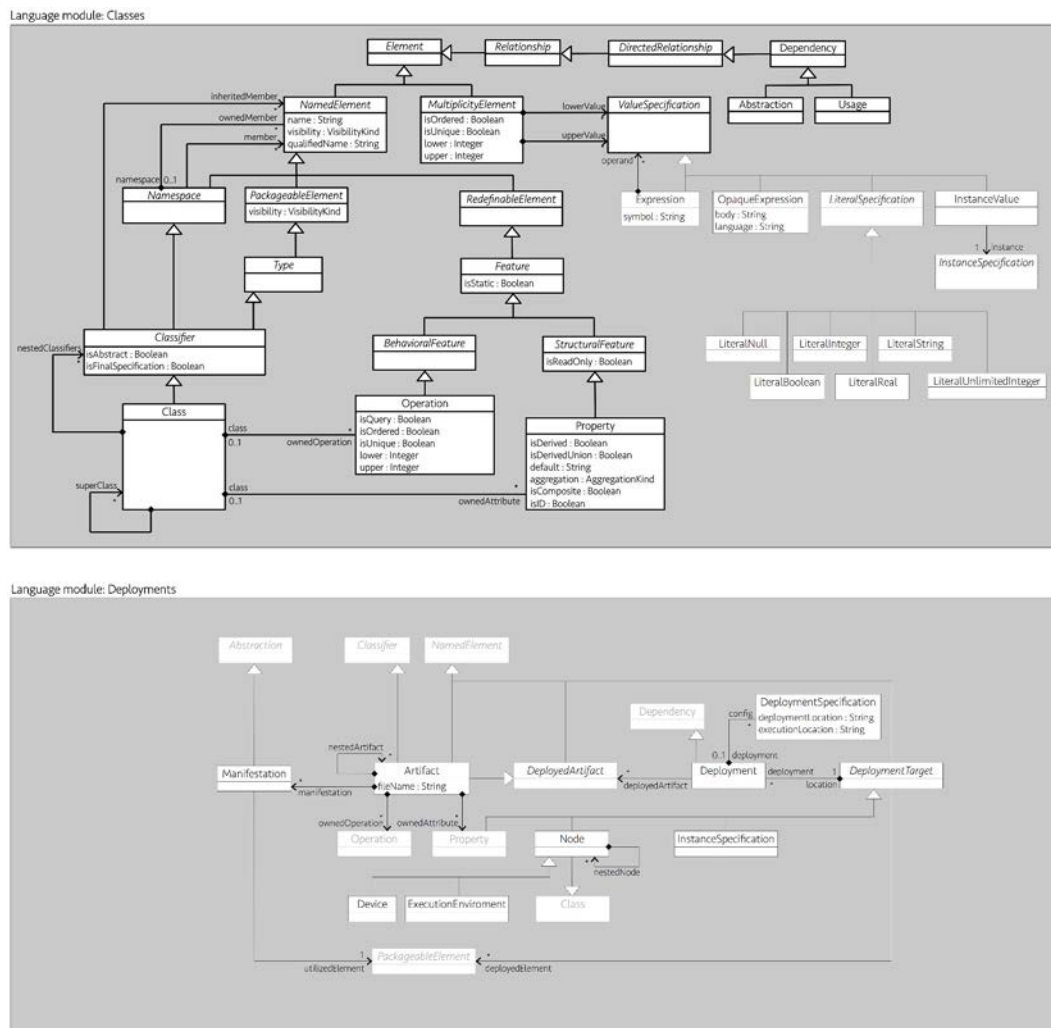 Language module: Classes
Element
Relationship
DirectedRelationship
Dependency
inheritedMember
*
NamedElement
name : String
visibility : VisibilityKind
qualifiedName : String
ownedMember
*
member
*
MultiplicityElement
isOrdered : Boolean
isUnique : Boolean
lower : Integer
upper : Integer
lowerValue
upperValue
ValueSpecification
Abstraction
Usage
operand
*
namespace
0..1
Namespace
PackageableElement
visibility : VisibilityKind
RedefinableElement
Expression
symbol : String
OpaqueExpression
body : String
language : String
LiteralSpecification
InstanceValue
1
instance
InstanceSpecification
Type
Feature
isStatic : Boolean
nestedClassifiers
*
Classifier
isAbstract : Boolean
isFinalSpecification : Boolean
BehavioralFeature
StructuralFeature
isReadOnly : Boolean
LiteralNull
LiteralInteger
LiteralString
LiteralBoolean
LiteralReal
LiteralUnlimitedInteger
Class
class
0..1
*
ownedOperation
Operation
isQuery : Boolean
isOrdered : Boolean
isUnique : Boolean
lower : Integer
upper : Integer
Property
isDerived : Boolean
isDerivedUnion : Boolean
default : String
aggregation : AggregationKind
isComposite : Boolean
isID : Boolean
superClass
*
class
0..1
*
ownedAttribute
Language module: Deployments
Abstraction
Classifier
NamedElement
Dependency
config
*
DeploymentSpecification
deploymentLocation : String
executionLocation : String
nestedArtifact
*
0..1
deployment
Manifestation
*
manifestation
Artifact
fileName : String
DeployedArtifact
*
deployedArtifact
Deployment
deployment
*
1
location
DeploymentTarget
*
ownedOperation
*
ownedAttribute
Operation
Property
Node
*
nestedNode
InstanceSpecification
Device
ExecutionEnviroment
Class
1
utilizedElement
PackageableElement
*
deployedElement